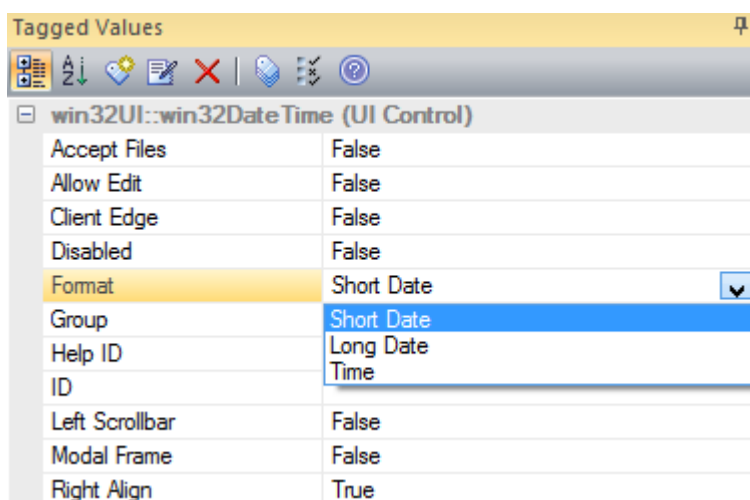 Tagged Values
win32UI::win32DateTime (UI Control)
Accept Files False
Allow Edit False
Client Edge False
Disabled False
Format Short Date
Group Short Date
Help ID Long Date
Time
ID
Left Scrollbar False
Modal Frame False
Right Align True